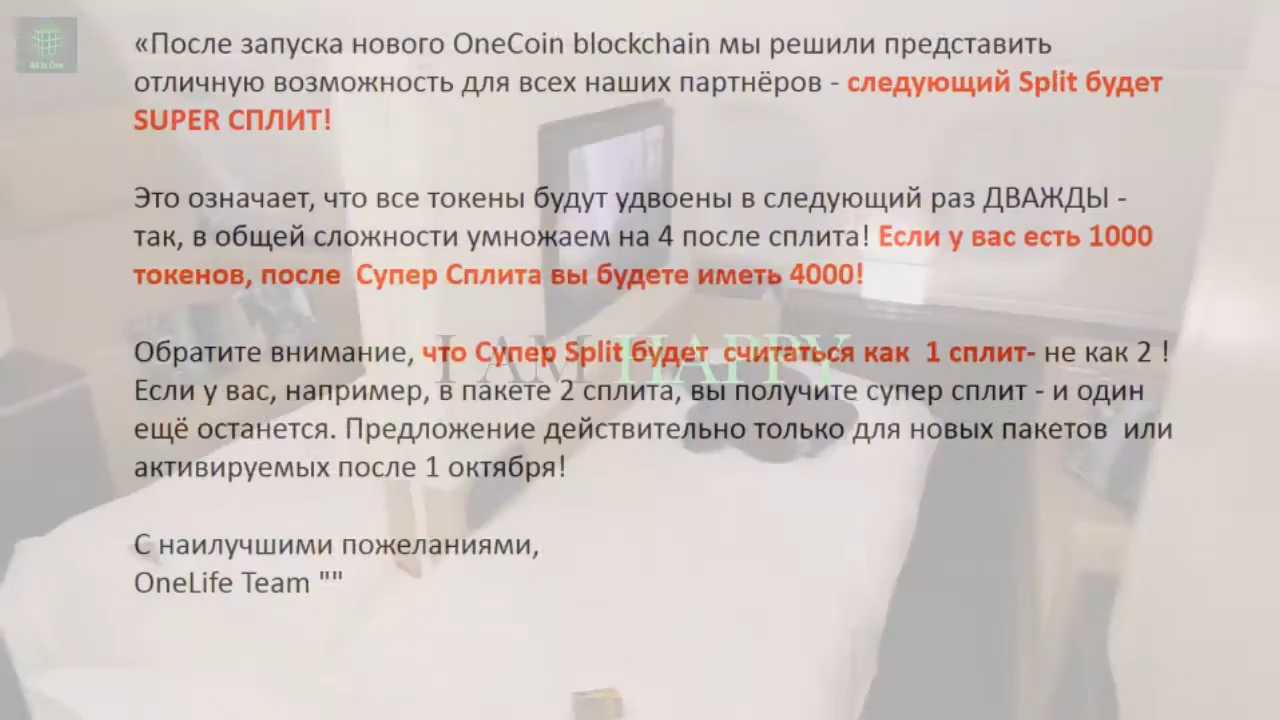 All Is One
«После запуска нового OneCoin blockchain мы решили представить
отличную возможность для всех наших партнёров - следующий Split будет
SUPER СПЛИТ!
Это означает, что все токены будут удвоены в следующий раз ДВАЖДЫ -
так, в общей сложности умножаем на 4 после сплита! Если у вас есть 1000
токенов, после Супер Сплита вы будете иметь 4000!
I AM HAPPY
Обратите внимание, что Супер Split будет считаться как 1 сплит- не как 2 !
Если у вас, например, в пакете 2 сплита, вы получите супер сплит - и один
ещё останется. Предложение действительно только для новых пакетов или
активируемых после 1 октября!
С наилучшими пожеланиями,
OneLife Team ""